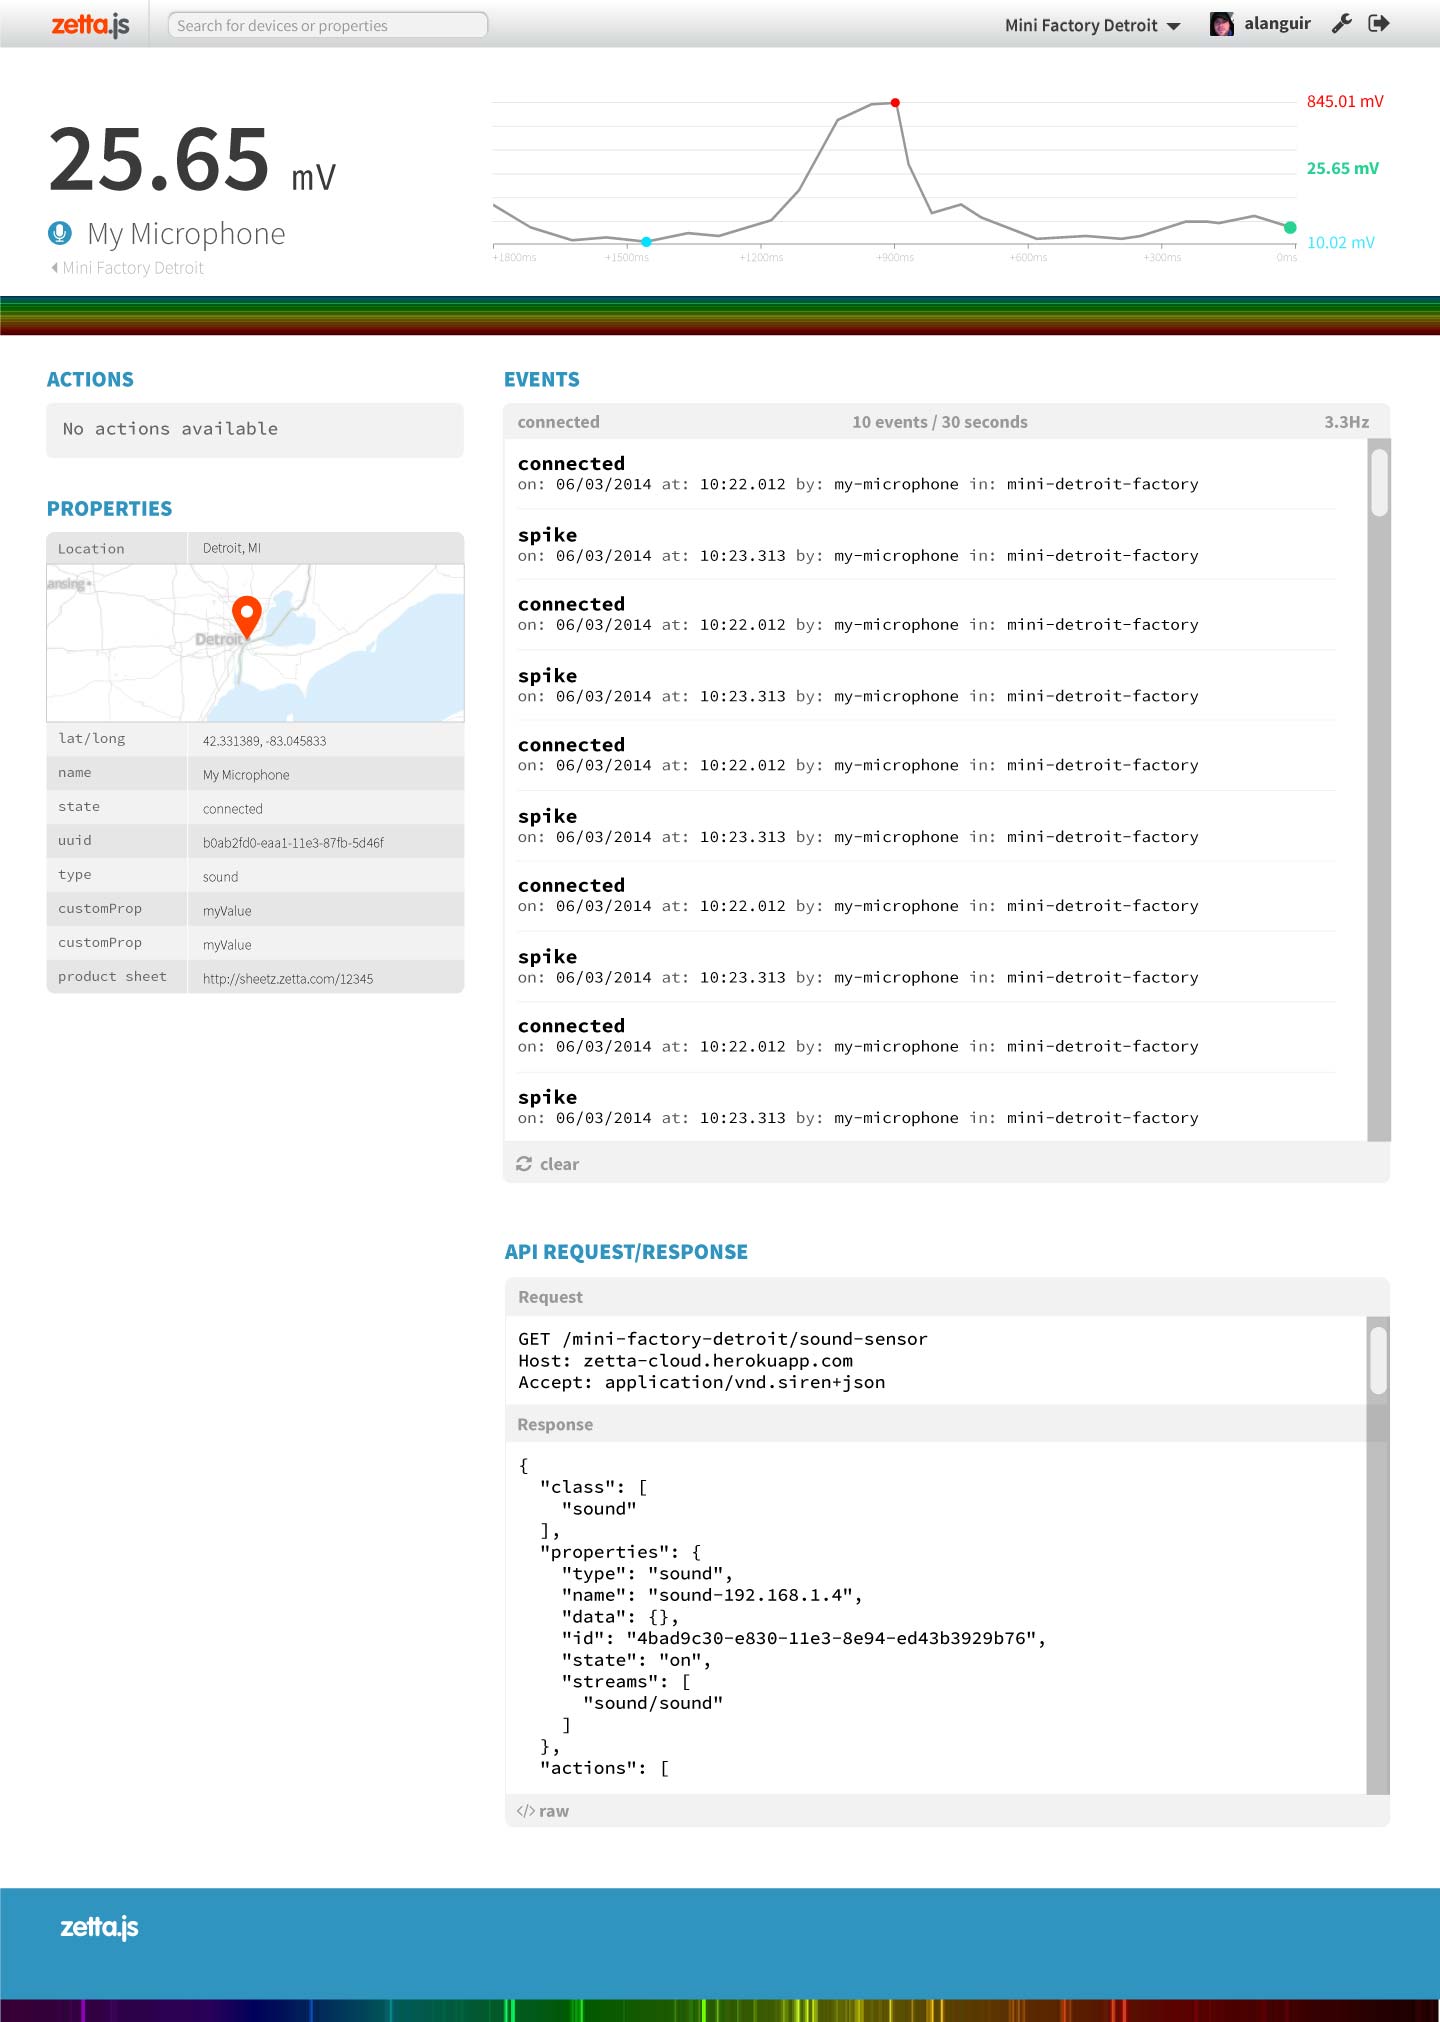 zetta.js
Search for devices or properties
Mini Factory Detroit
alanguir
25.65 mV
My Microphone
Mini Factory Detroit
845.01 mV
25.65 mV
10.02 mV
+1800ms +1500ms +1200ms +900ms +600ms +300ms 0ms
ACTIONS
No actions available
PROPERTIES
Location Detroit, MI
ansing
Detroit
lat/long 42.331389, -83.045833
name My Microphone
state connected
uuid b0ab2fd0-eaa1-11e3-87fb-5d46f
type sound
customProp myValue
customProp myValue
product sheet http://sheetz.zetta.com/12345
EVENTS
connected 10 events / 30 seconds 3.3Hz
connected
on: 06/03/2014 at: 10:22.012 by: my-microphone in: mini-detroit-factory
spike
on: 06/03/2014 at: 10:23.313 by: my-microphone in: mini-detroit-factory
connected
on: 06/03/2014 at: 10:22.012 by: my-microphone in: mini-detroit-factory
spike
on: 06/03/2014 at: 10:23.313 by: my-microphone in: mini-detroit-factory
connected
on: 06/03/2014 at: 10:22.012 by: my-microphone in: mini-detroit-factory
spike
on: 06/03/2014 at: 10:23.313 by: my-microphone in: mini-detroit-factory
connected
on: 06/03/2014 at: 10:22.012 by: my-microphone in: mini-detroit-factory
spike
on: 06/03/2014 at: 10:23.313 by: my-microphone in: mini-detroit-factory
connected
on: 06/03/2014 at: 10:22.012 by: my-microphone in: mini-detroit-factory
spike
on: 06/03/2014 at: 10:23.313 by: my-microphone in: mini-detroit-factory
clear
API REQUEST/RESPONSE
Request
GET /mini-factory-detroit/sound-sensor
Host: zetta-cloud.herokuapp.com
Accept: application/vnd.siren+json
Response
{
"class": [
"sound"
],
"properties": {
"type": "sound",
"name": "sound-192.168.1.4",
"data": {},
"id": "4bad9c30-e830-11e3-8e94-ed43b3929b76",
"state": "on",
"streams": [
"sound/sound"
]
},
"actions": [
</> raw
zetta.js